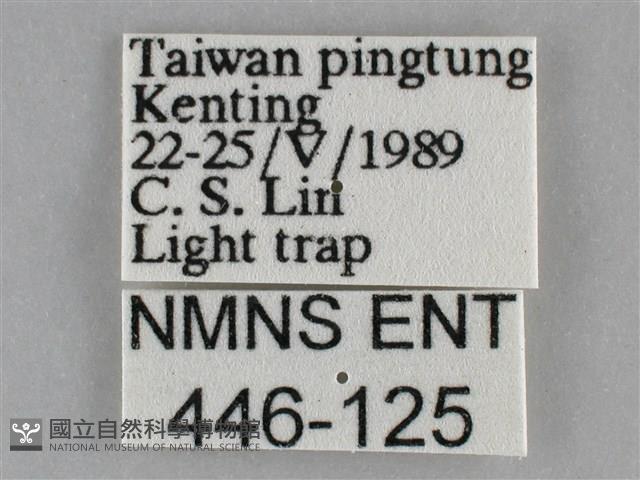 Taiwan pingtung
Kenting
22-25/V/1989
C. S. Lin
Light trap
NMNS ENT
446-125
國立自然科學博物館
NATIONAL MUSEUM OF NATURAL SCIENCE